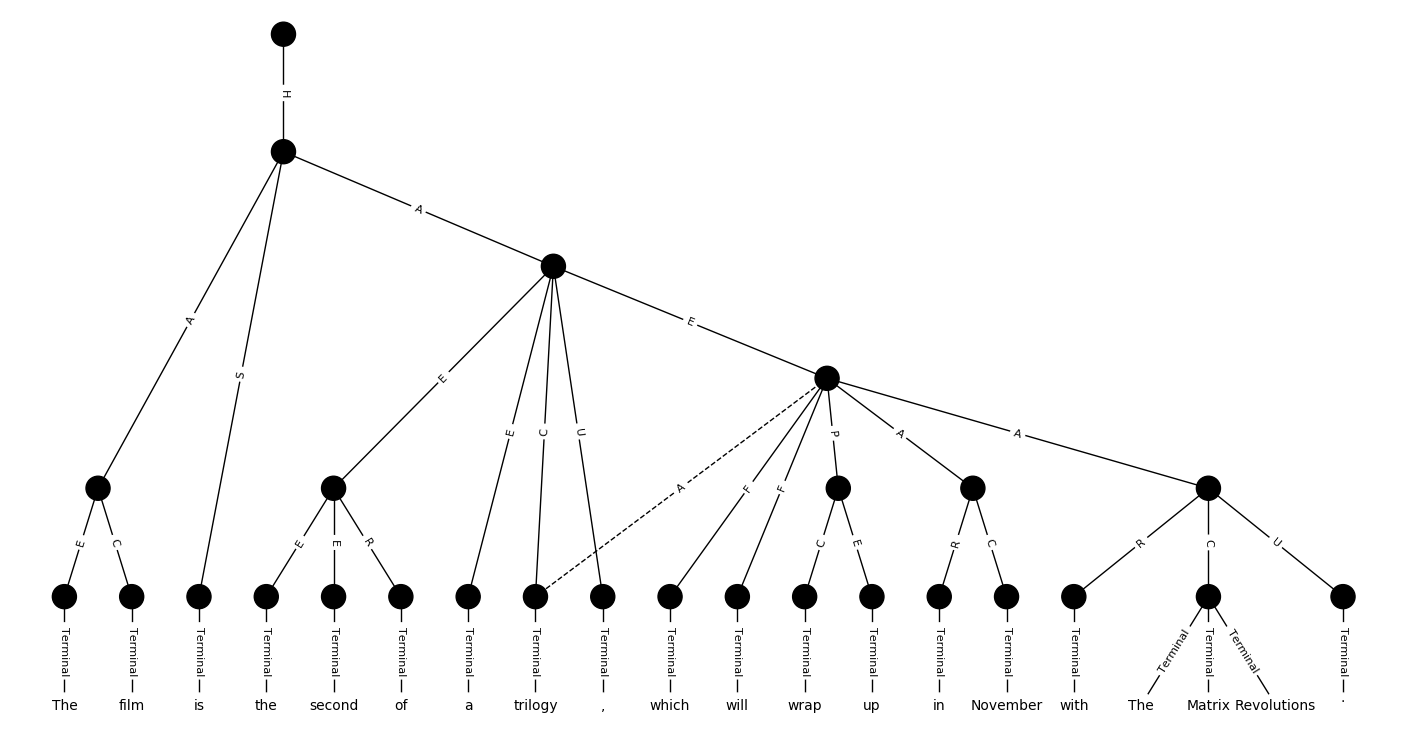 H
A
A
S
E
E
E
C
U
A
A
P
A
F
F
E
C
E
E
R
C
E
R
C
R
C
U
Terminal Terminal Terminal Terminal Terminal Terminal Terminal Terminal Terminal Terminal Terminal Terminal Terminal Terminal Terminal Terminal Terminal Terminal Terminal Terminal
The film is the second of a trilogy , which will wrap up in November with The Matrix Revolutions .